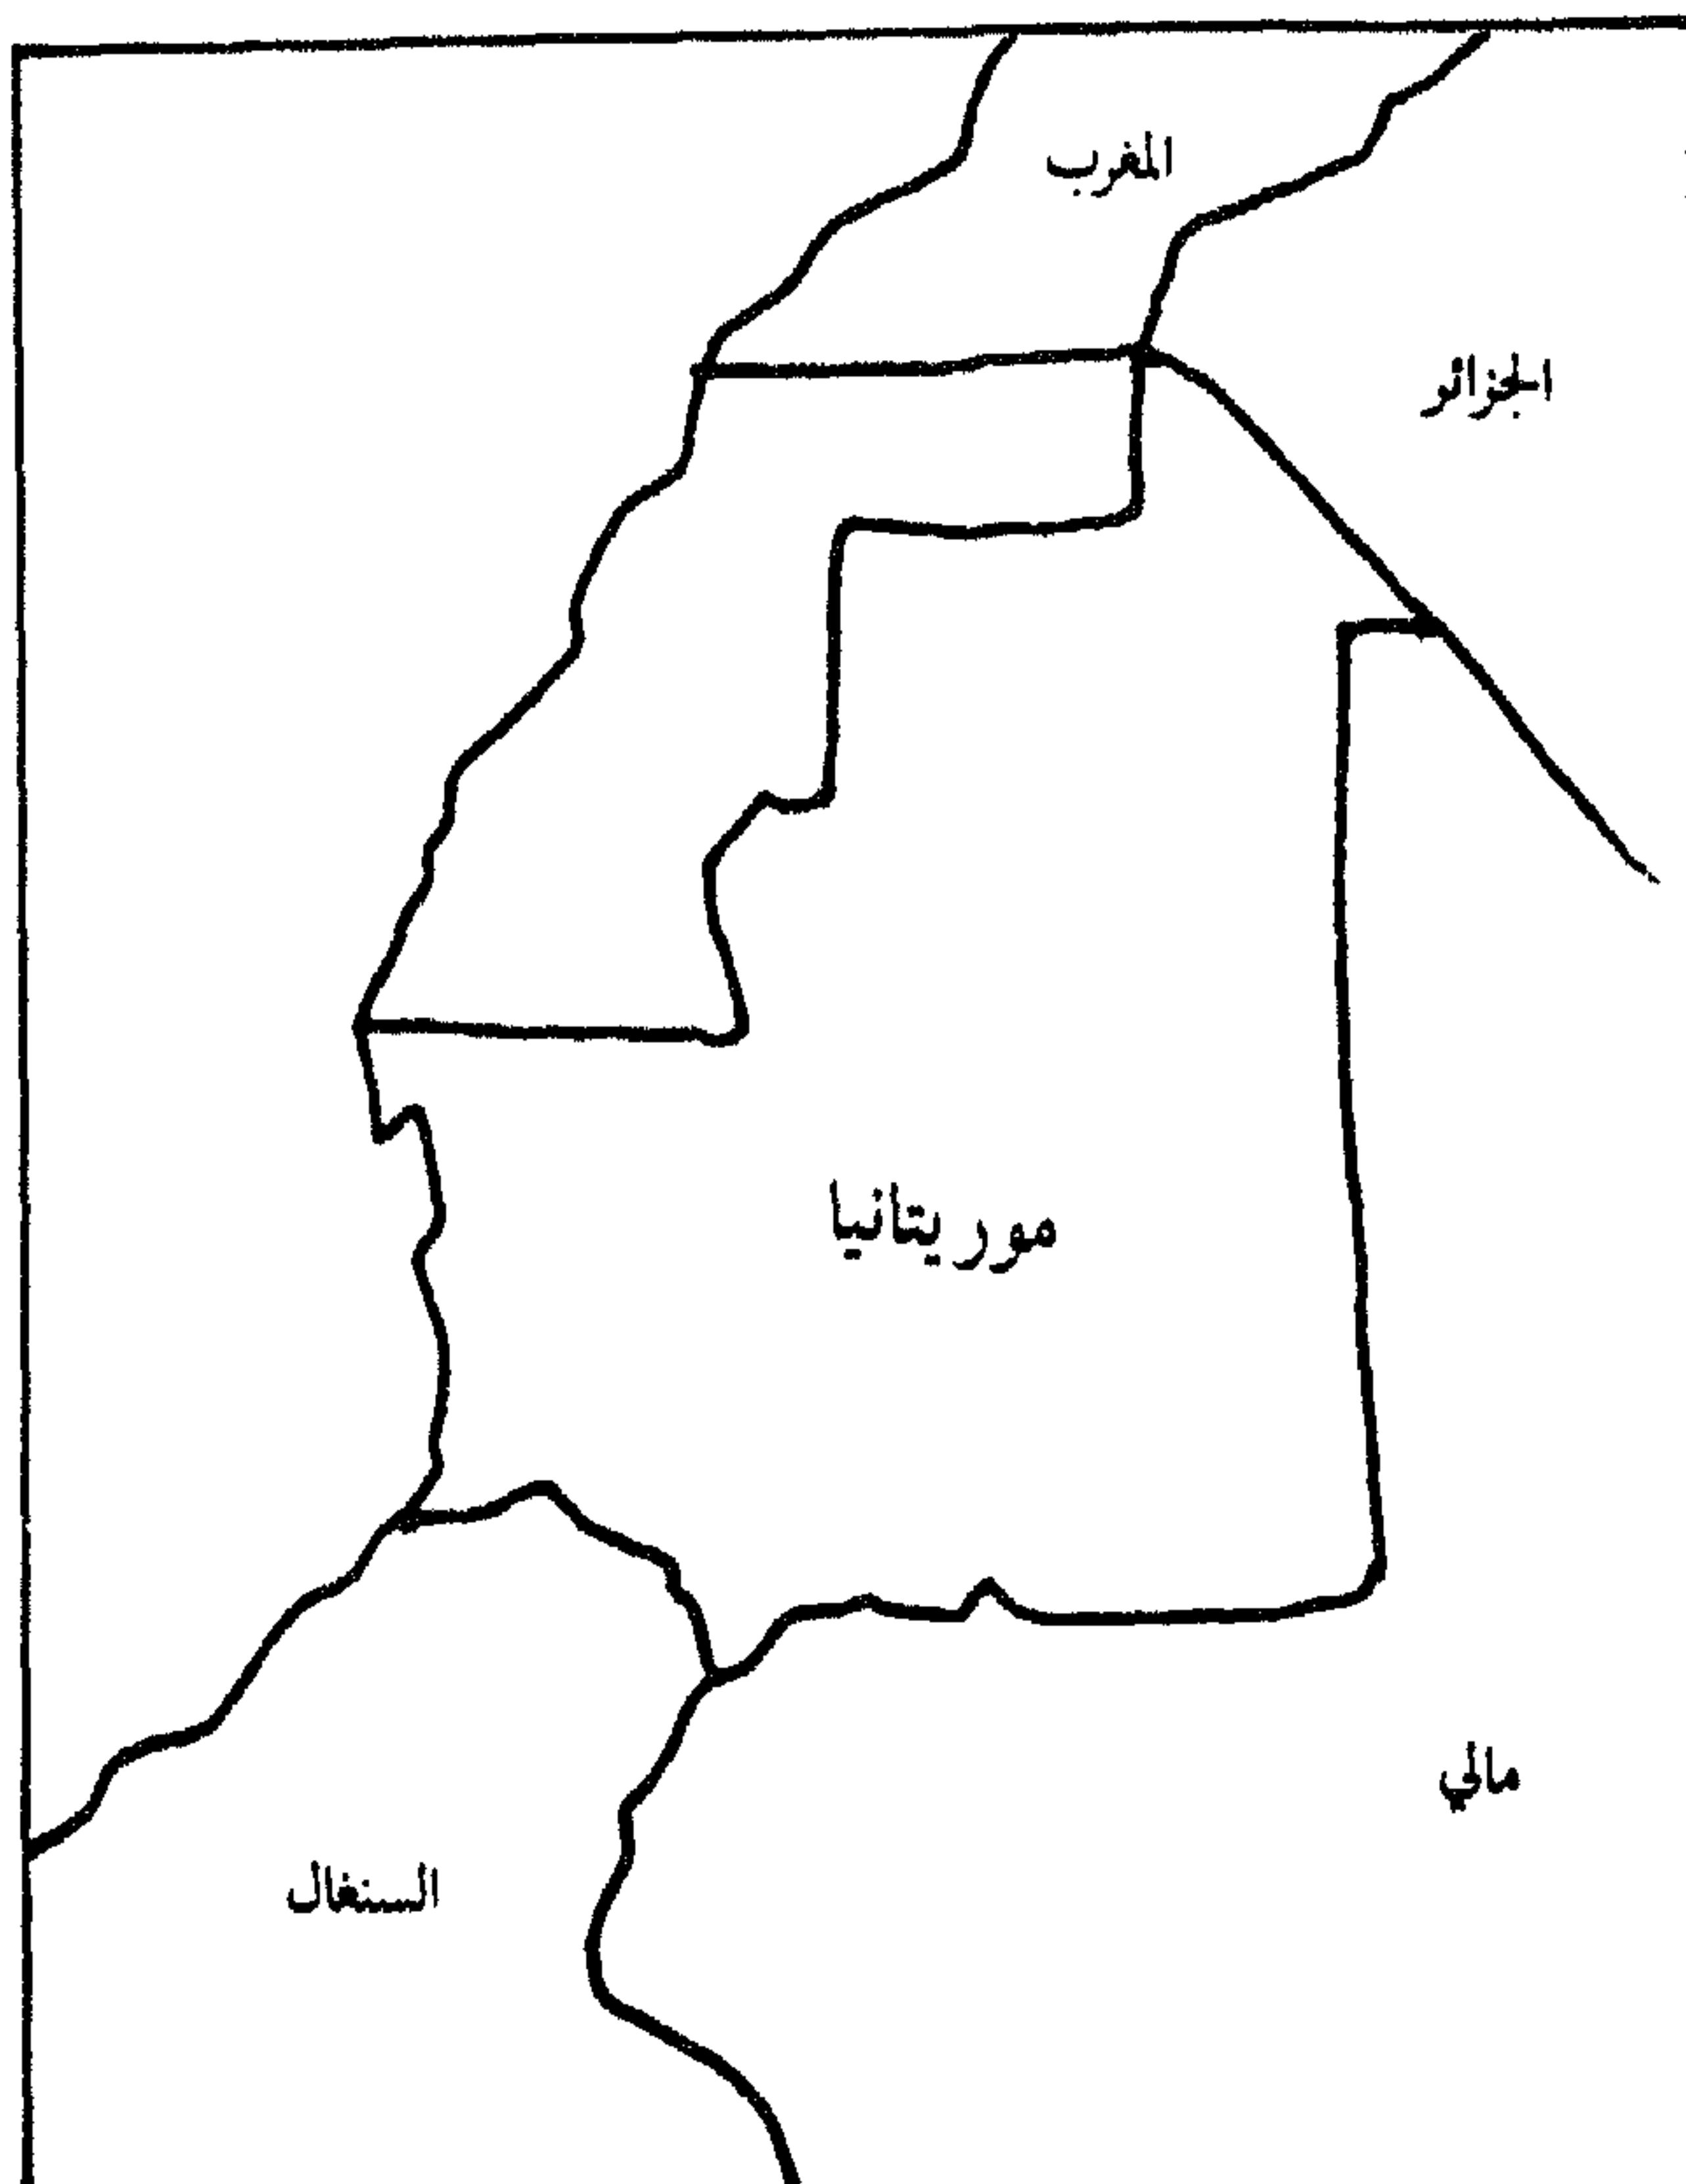 المغرب
الجزائر
موريتانيا
مالي
السنغال